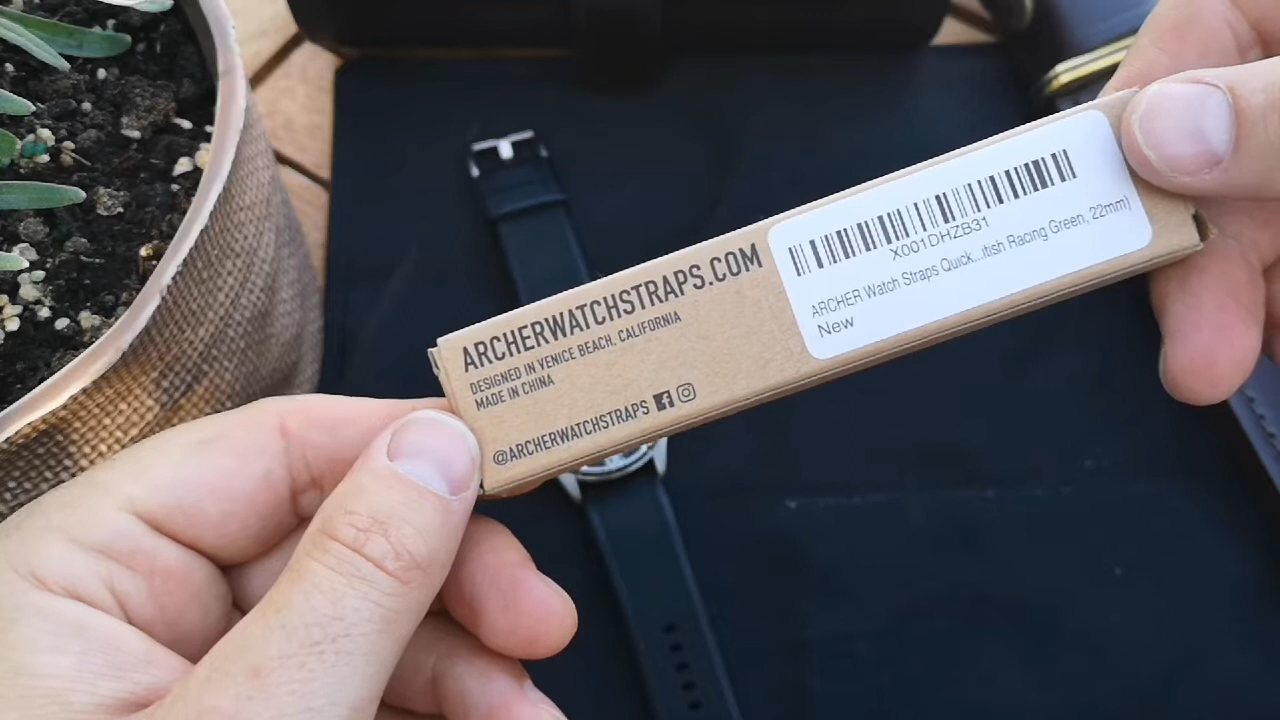 ARCHERWATCHSTRAPS.COM
DESIGNED IN VENICE BEACH, CALIFORNIA
MADE IN CHINA
@ARCHERWATCHSTRAPS
X001DHZB31
ARCHER Watch Straps Quick...itish Racing Green, 22mm)
New